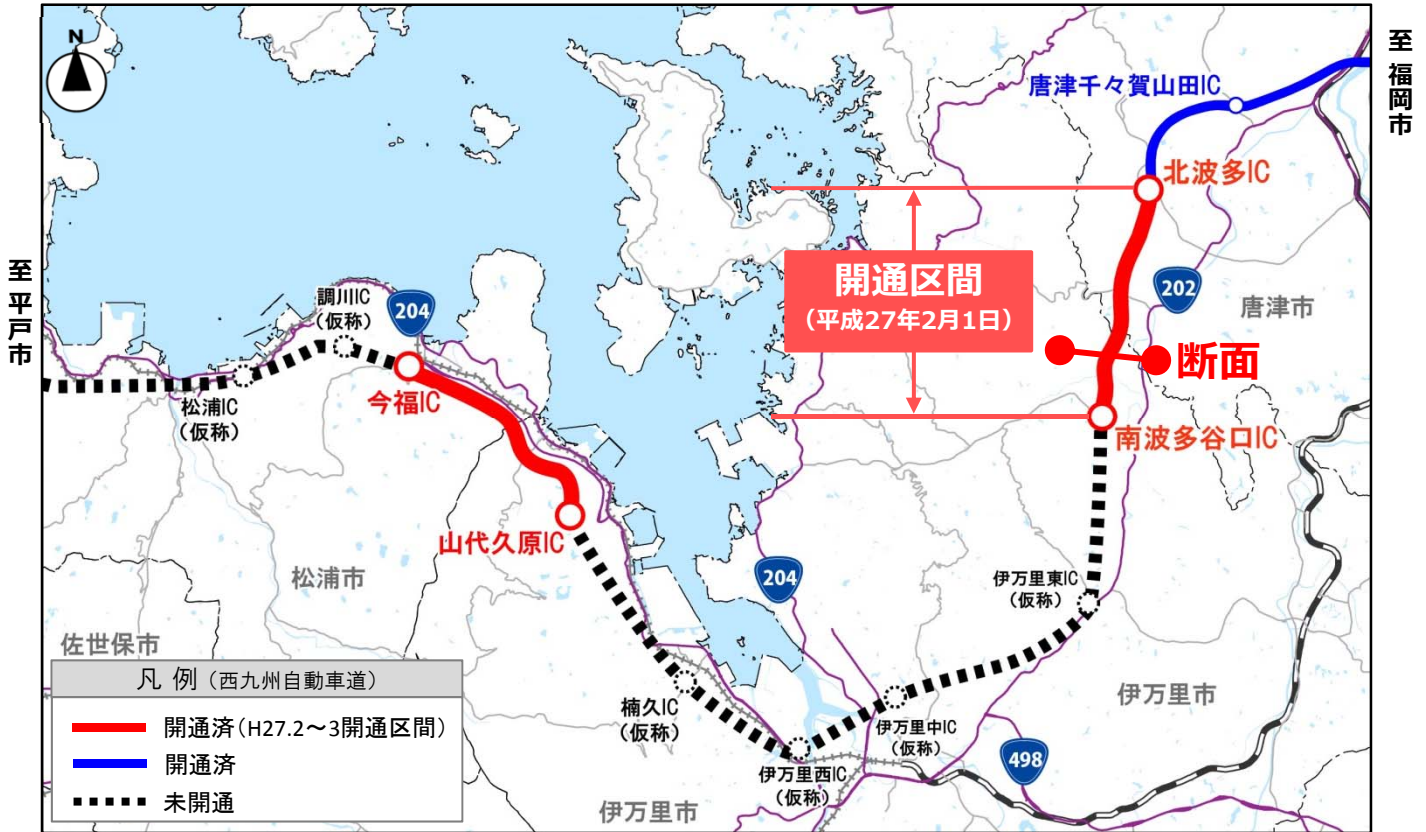 N
至福岡市
唐津千々賀山田IC
北波多IC
開通区間
（平成27年2月1日）
202
唐津市
至平戸市
調川IC
（仮称）
204
断面
松浦IC
（仮称）
今福IC
南波多谷口IC
山代久原IC
松浦市
204
伊万里東IC
（仮称）
佐世保市
凡 例（西九州自動車道）
開通済（H27.2～3開通区間）
開通済
未開通
楠久IC
（仮称）
伊万里中IC
（仮称）
伊万里市
伊万里西IC
（仮称）
498
伊万里市